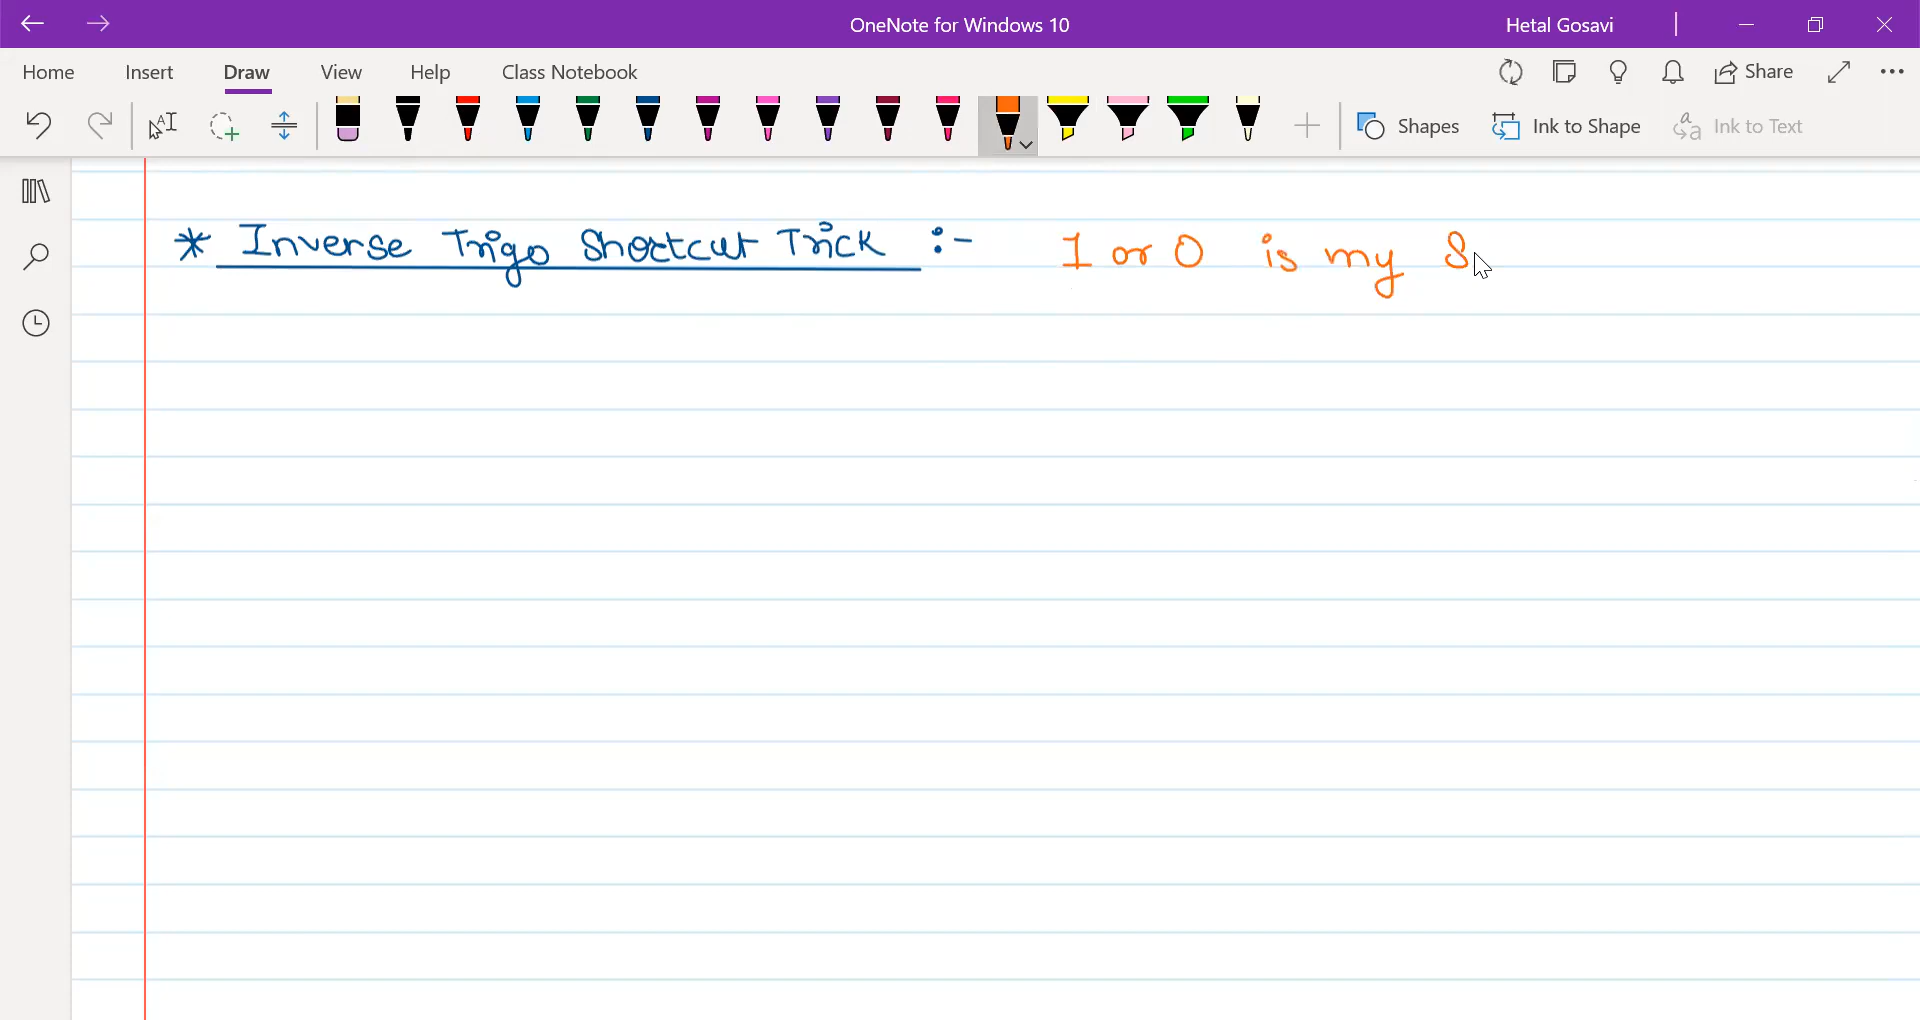 OneNote for Windows 10
Hetal Gosavi
Home Insert Draw View Help Class Notebook
Share
Shapes Ink to Shape Ink to Text
* Inverse Trigo Shortcut Trick :- 1 or 0 is my S